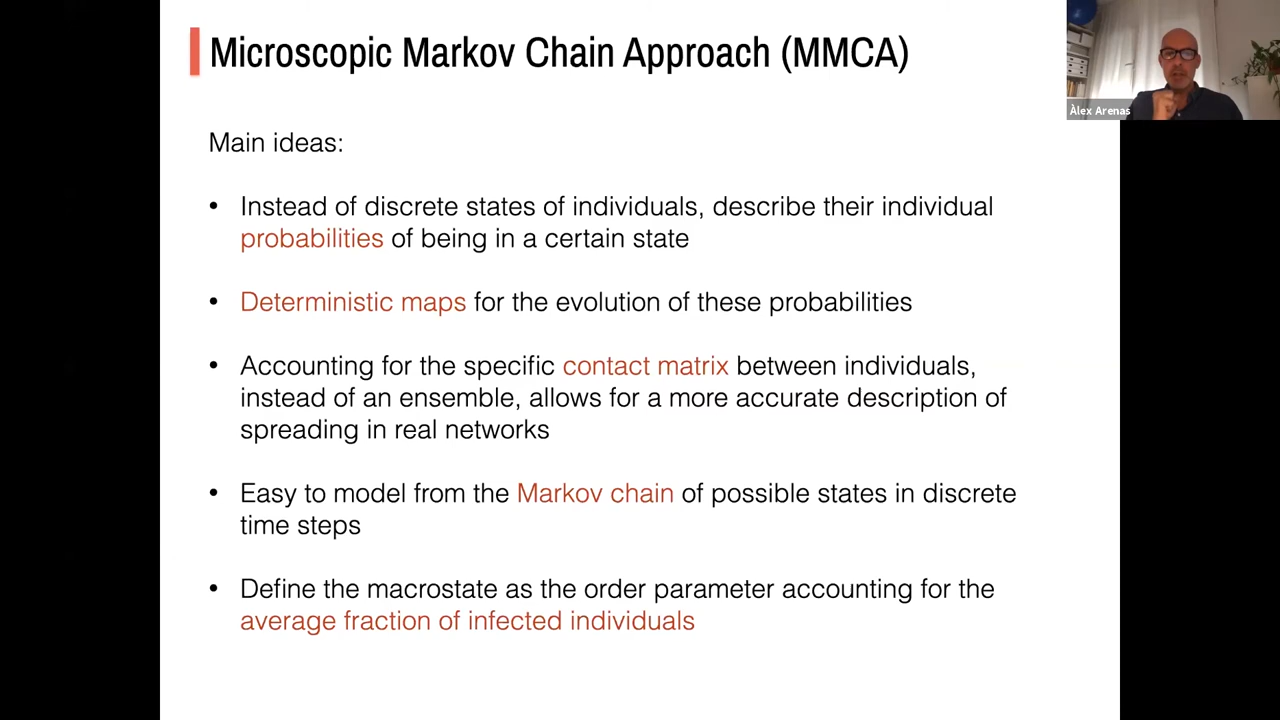 Microscopic Markov Chain Approach (MMCA)
Àlex Arenas
Main ideas:
• Instead of discrete states of individuals, describe their individual
probabilities of being in a certain state
• Deterministic maps for the evolution of these probabilities
• Accounting for the specific contact matrix between individuals,
instead of an ensemble, allows for a more accurate description of
spreading in real networks
• Easy to model from the Markov chain of possible states in discrete
time steps
• Define the macrostate as the order parameter accounting for the
average fraction of infected individuals